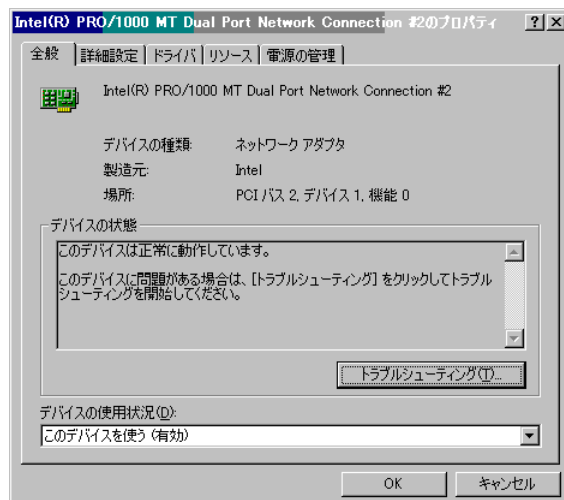 Intel(R) PRO/1000 MT Dual Port Network Connection #2のプロパティ
全般 詳細設定 ドライバ リソース 電源の管理
Intel(R) PRO/1000 MT Dual Port Network Connection #2
デバイスの種類: ネットワーク アダプタ
製造元: Intel
場所: PCI バス 2, デバイス 1, 機能 0
デバイスの状態
このデバイスは正常に動作しています。
このデバイスに問題がある場合は、[トラブルシューティング] をクリックしてトラブル
シューティングを開始してください。
トラブルシューティング(T)...
デバイスの使用状況(D):
このデバイスを使う (有効)
OK キャンセル